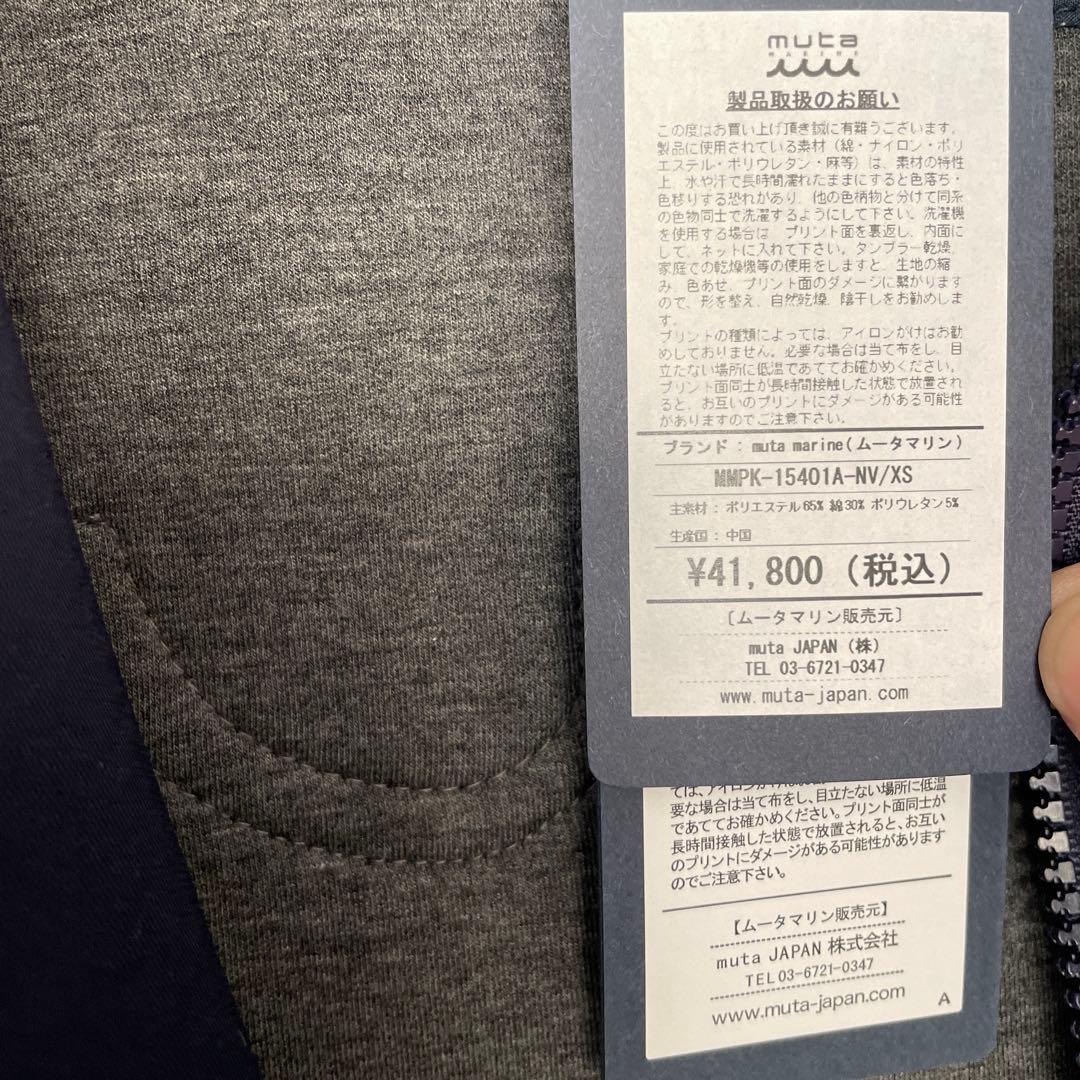 muta
MARINE
製品取扱のお願い
この度はお買い上げ頂き誠に有難うございます。
製品に使用されている素材（綿・ナイロン・ポリ
エステル・ポリウレタン・麻等）は、素材の特性
上、水や汗で長時間濡れたままにすると色落ち・
色移りする恐れがあり、他の色柄物と分けて同系
の色物同士で洗濯するようにして下さい。洗濯機
を使用する場合は、プリント面を裏返し、内面に
して、ネットに入れて下さい。タンブラー乾燥、
家庭での乾燥機等の使用をしますと、生地の縮
み、色あせ、プリント面のダメージに繋がります
ので、形を整え、自然乾燥、陰干しをお勧めしま
す。
プリントの種類によっては、アイロンがけはお勧
めしておりません。必要な場合は当て布をし、目
立たない場所に低温であててお確かめください。
プリント面同士が長時間接触した状態で放置され
ると、お互いのプリントにダメージがある可能性
がありますのでご注意下さい。
ブランド：muta marine(ムータマリン)
MMPK-15401A-NV/XS
主素材：ポリエステル65% 綿30% ポリウレタン5%
生産国：中国
¥41,800（税込）
〔ムータマリン販売元〕
muta JAPAN（株）
TEL 03-6721-0347
www.muta-japan.com
ては、アイロンが
要な場合は当て布をし、目立たない場所に低温
であててお確かめください。プリント面同士が
長時間接触した状態で放置されると、お互い
のプリントにダメージがある可能性があります
のでご注意下さい。
【ムータマリン販売元】
muta JAPAN 株式会社
TEL 03-6721-0347
www.muta-japan.com
A